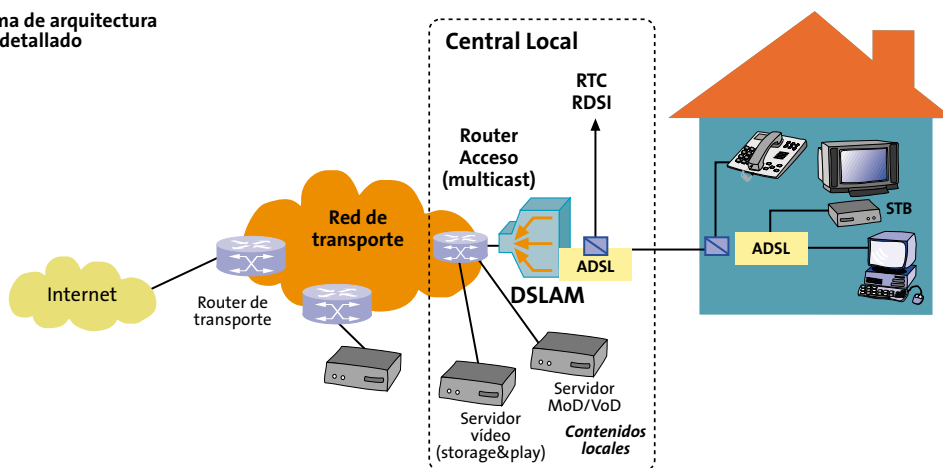 ma de arquitectura
detallado
Central Local
RTC
RDSI
Router
Acceso
(multicast)
Red de
transporte
STB
ADSL
ADSL
DSLAM
Internet
Router de
transporte
Servidor
MoD/VoD
Servidor
vídeo
(storage&play)
Contenidos
locales